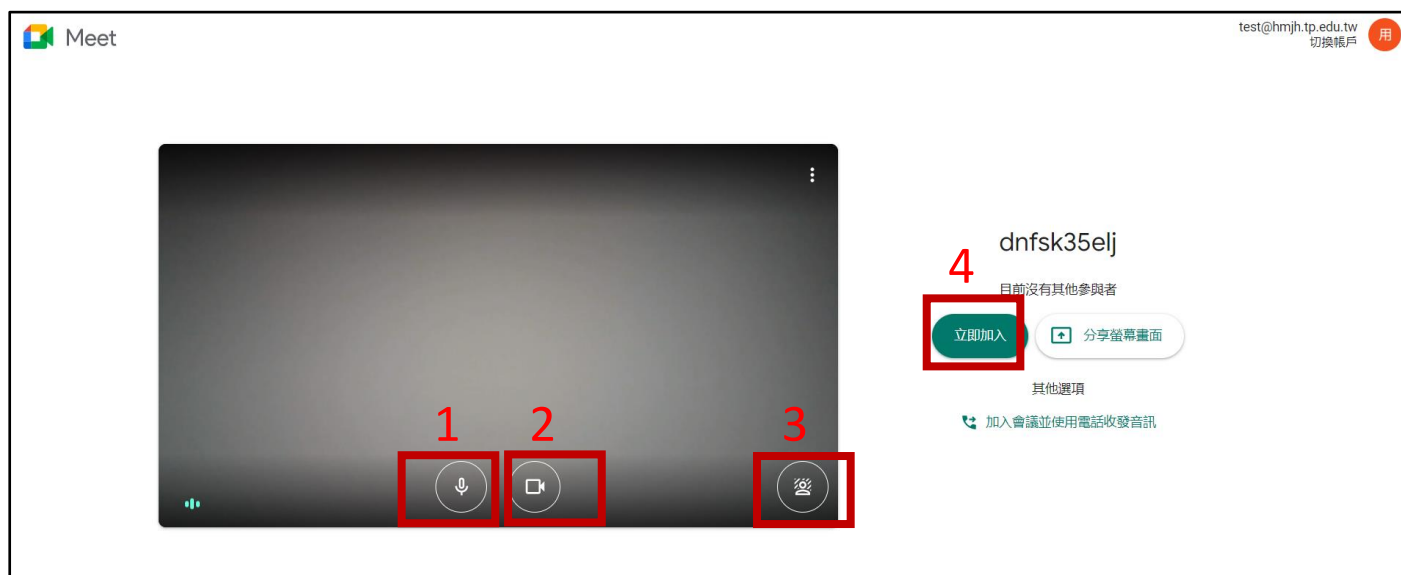 Meet
test@hmjh.tp.edu.tw
切換帳戶
用
dnfsk35elj
4
目前沒有其他參與者
立即加入
分享螢幕畫面
其他選項
加入會議並使用電話收發音訊
1
2
3